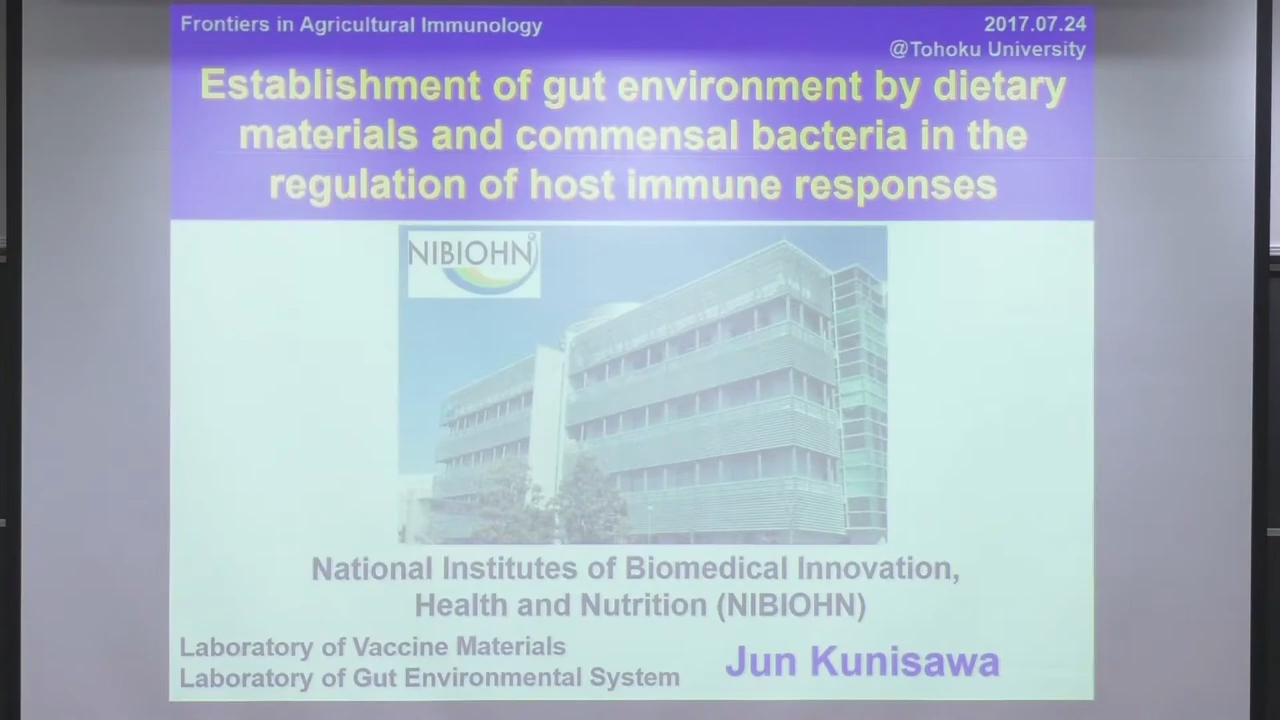 Frontiers in Agricultural Immunology
2017.07.24
@Tohoku University
Establishment of gut environment by dietary
materials and commensal bacteria in the
regulation of host immune responses
NIBIOHN
National Institutes of Biomedical Innovation,
Health and Nutrition (NIBIOHN)
Laboratory of Vaccine Materials
Laboratory of Gut Environmental System
Jun Kunisawa